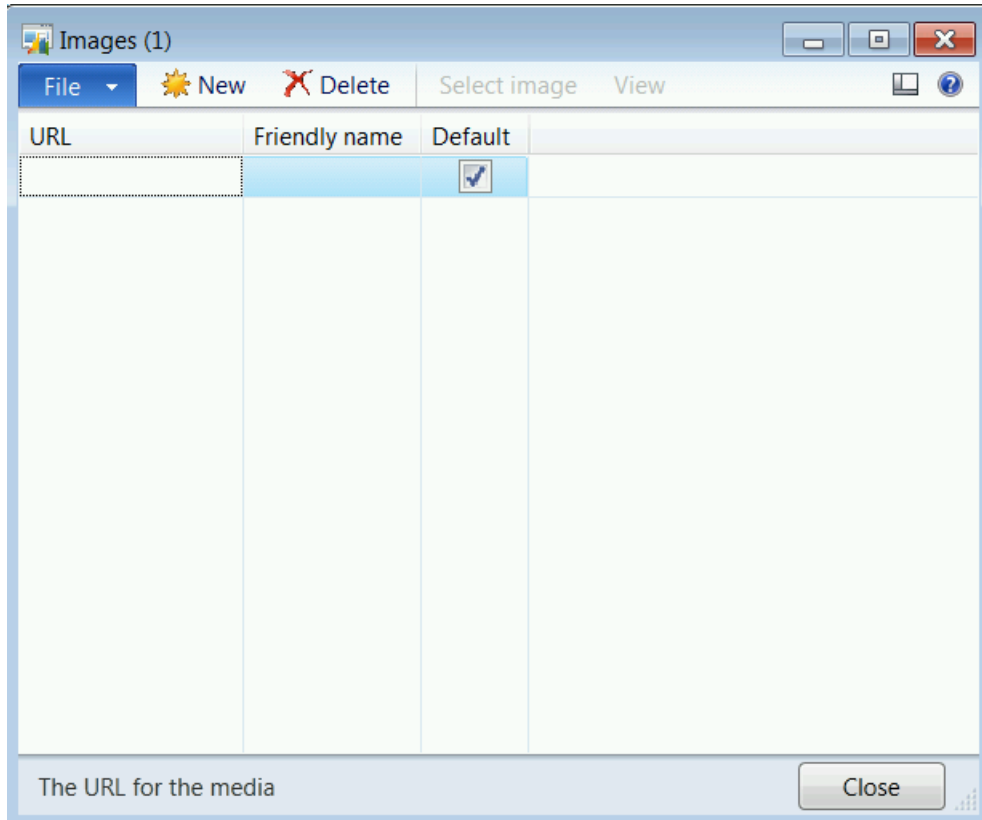 Images (1)
File New Delete Select image View
URL Friendly name Default
The URL for the media Close